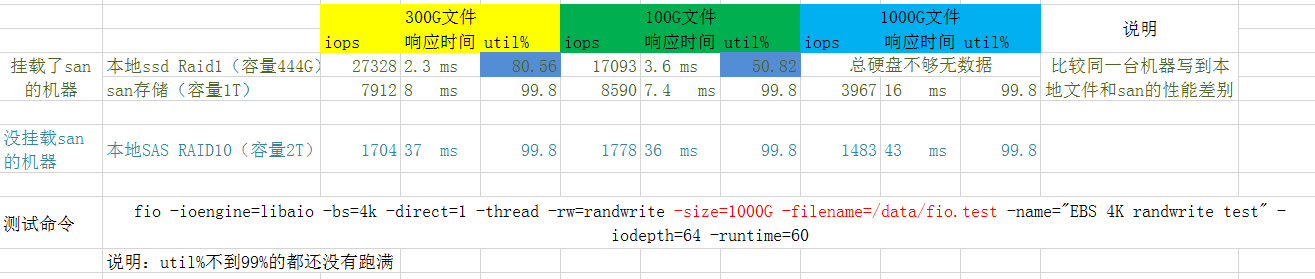 300G文件 100G文件 1000G文件 说明
iops 响应时间 util% iops 响应时间 util% iops 响应时间 util%
挂载了san的机器 本地ssd Raid1（容量444G） 27328 2.3 ms 80.56 17093 3.6 ms 50.82 总硬盘不够无数据 比较同一台机器写到本地文件和san的性能差别
san存储（容量1T） 7912 8 ms 99.8 8590 7.4 ms 99.8 3967 16 ms 99.8
没挂载san的机器 本地SAS RAID10（容量2T） 1704 37 ms 99.8 1778 36 ms 99.8 1483 43 ms 99.8
测试命令 fio -ioengine=libaio -bs=4k -direct=1 -thread -rw=randwrite -size=1000G -filename=/data/fio.test -name="EBS 4K randwrite test" -
iodepth=64 -runtime=60
说明：util%不到99%的都还没有跑满